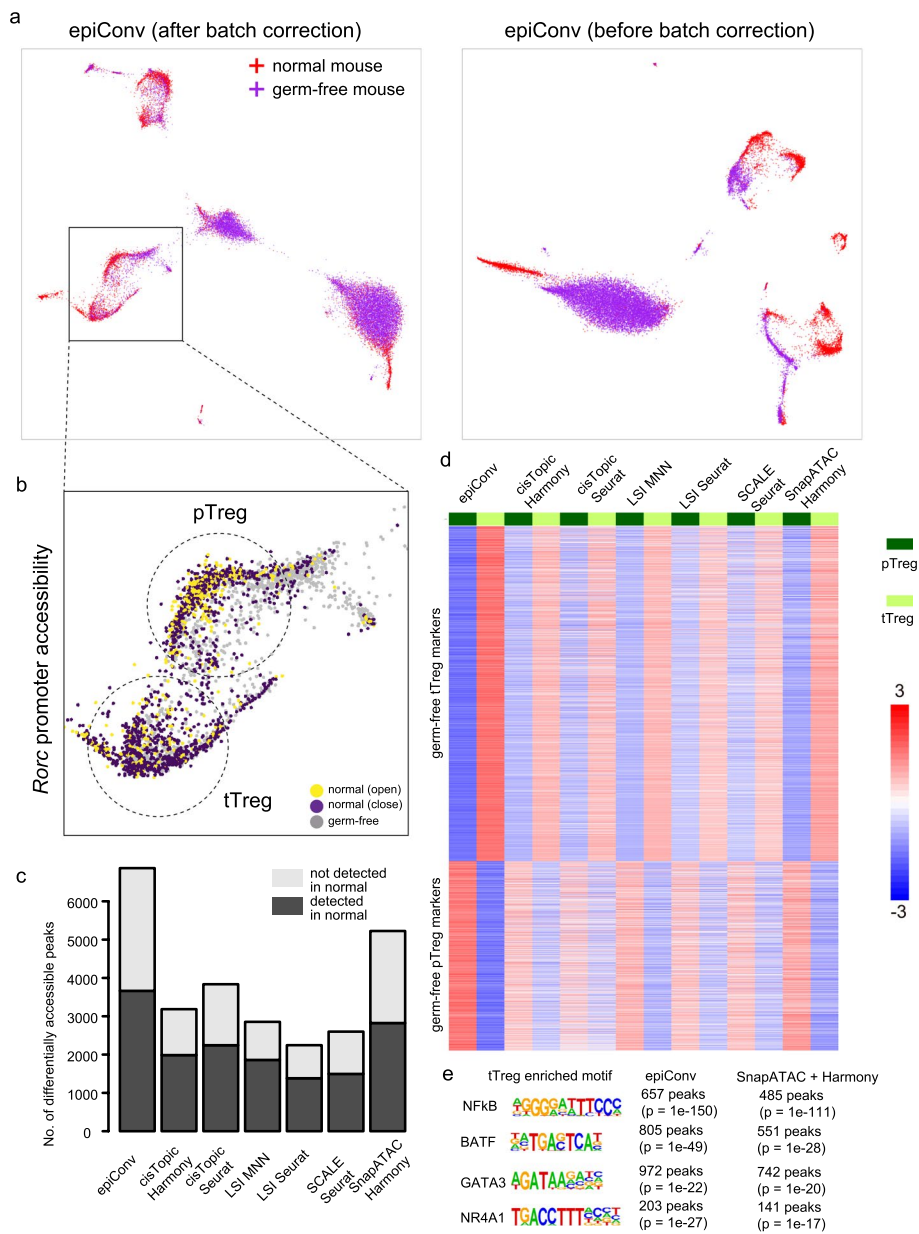 a
epiConv (after batch correction)
epiConv (before batch correction)
normal mouse
germ-free mouse
b
pTreg
tTreg
Rorc promoter accessibility
normal (open)
normal (close)
germ-free
c
not detected
in normal
detected
in normal
No. of differentially accessible peaks
6000
5000
4000
3000
2000
1000
0
epiConv
cisTopic
Harmony
cisTopic
Seurat
LSI MNN
LSI Seurat
SCALE
Seurat
SnapATAC
Harmony
d
epiConv
cisTopic
Harmony
cisTopic
Seurat
LSI MNN
LSI Seurat
SCALE
Seurat
SnapATAC
Harmony
germ-free tTreg markers
germ-free pTreg markers
pTreg
tTreg
3
-3
e
tTreg enriched motif
epiConv
SnapATAC + Harmony
NFkB
657 peaks
(p = 1e-150)
485 peaks
(p = 1e-111)
BATF
805 peaks
(p = 1e-49)
551 peaks
(p = 1e-28)
GATA3
972 peaks
(p = 1e-22)
742 peaks
(p = 1e-20)
NR4A1
203 peaks
(p = 1e-27)
141 peaks
(p = 1e-17)